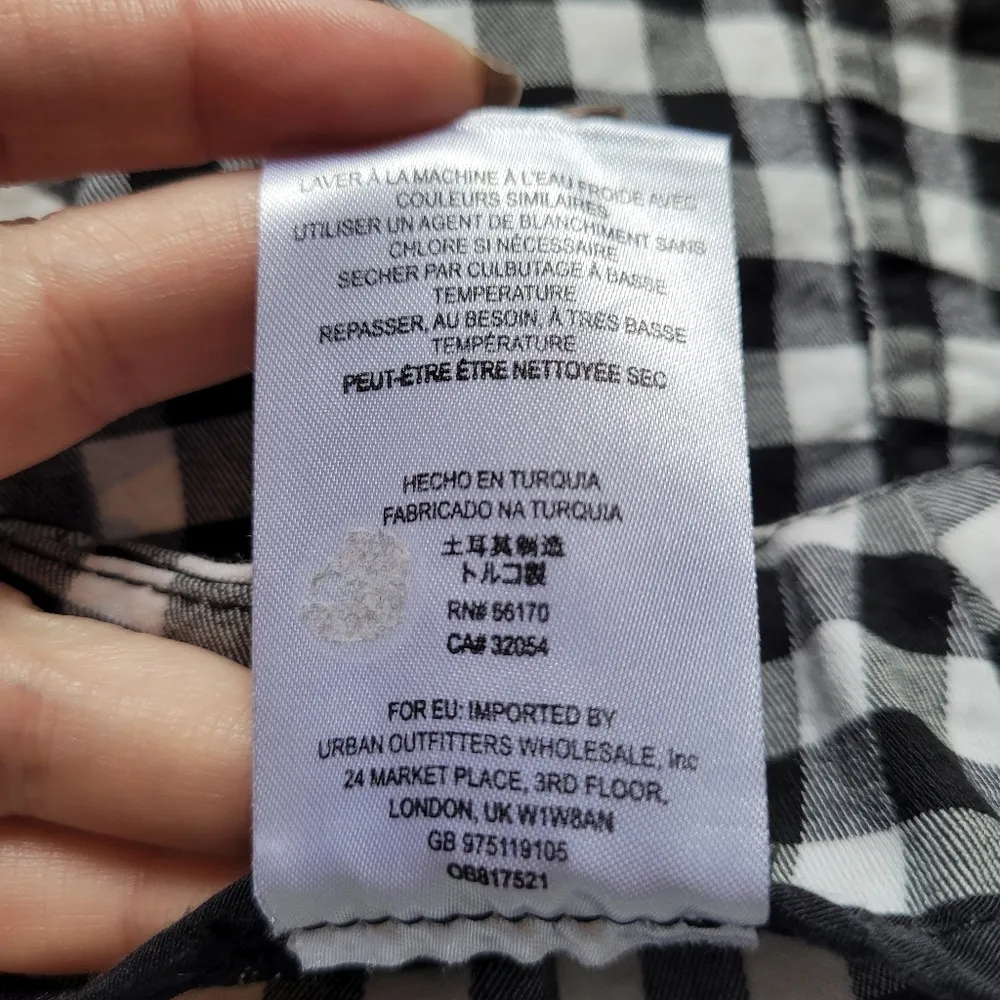 LAVER À LA MACHINE À L'EAU FROIDE AVEC
COULEURS SIMILAIRES
UTILISER UN AGENT DE BLANCHIMENT SANS
CHLORE SI NÉCESSAIRE
SECHER PAR CULBUTAGE À BASSE
TEMPERATURE
REPASSER, AU BESOIN, À TRÈS BASSE
TEMPÉRATURE
PEUT-ÊTRE ÊTRE NETTOYÉE SEC
HECHO EN TURQUIA
FABRICADO NA TURQUIA
土耳其制造
トルコ製
RN# 66170
CA# 32054
FOR EU: IMPORTED BY
URBAN OUTFITTERS WHOLESALE, Inc
24 MARKET PLACE, 3RD FLOOR,
LONDON, UK W1W8AN
GB 975119105
OB817521